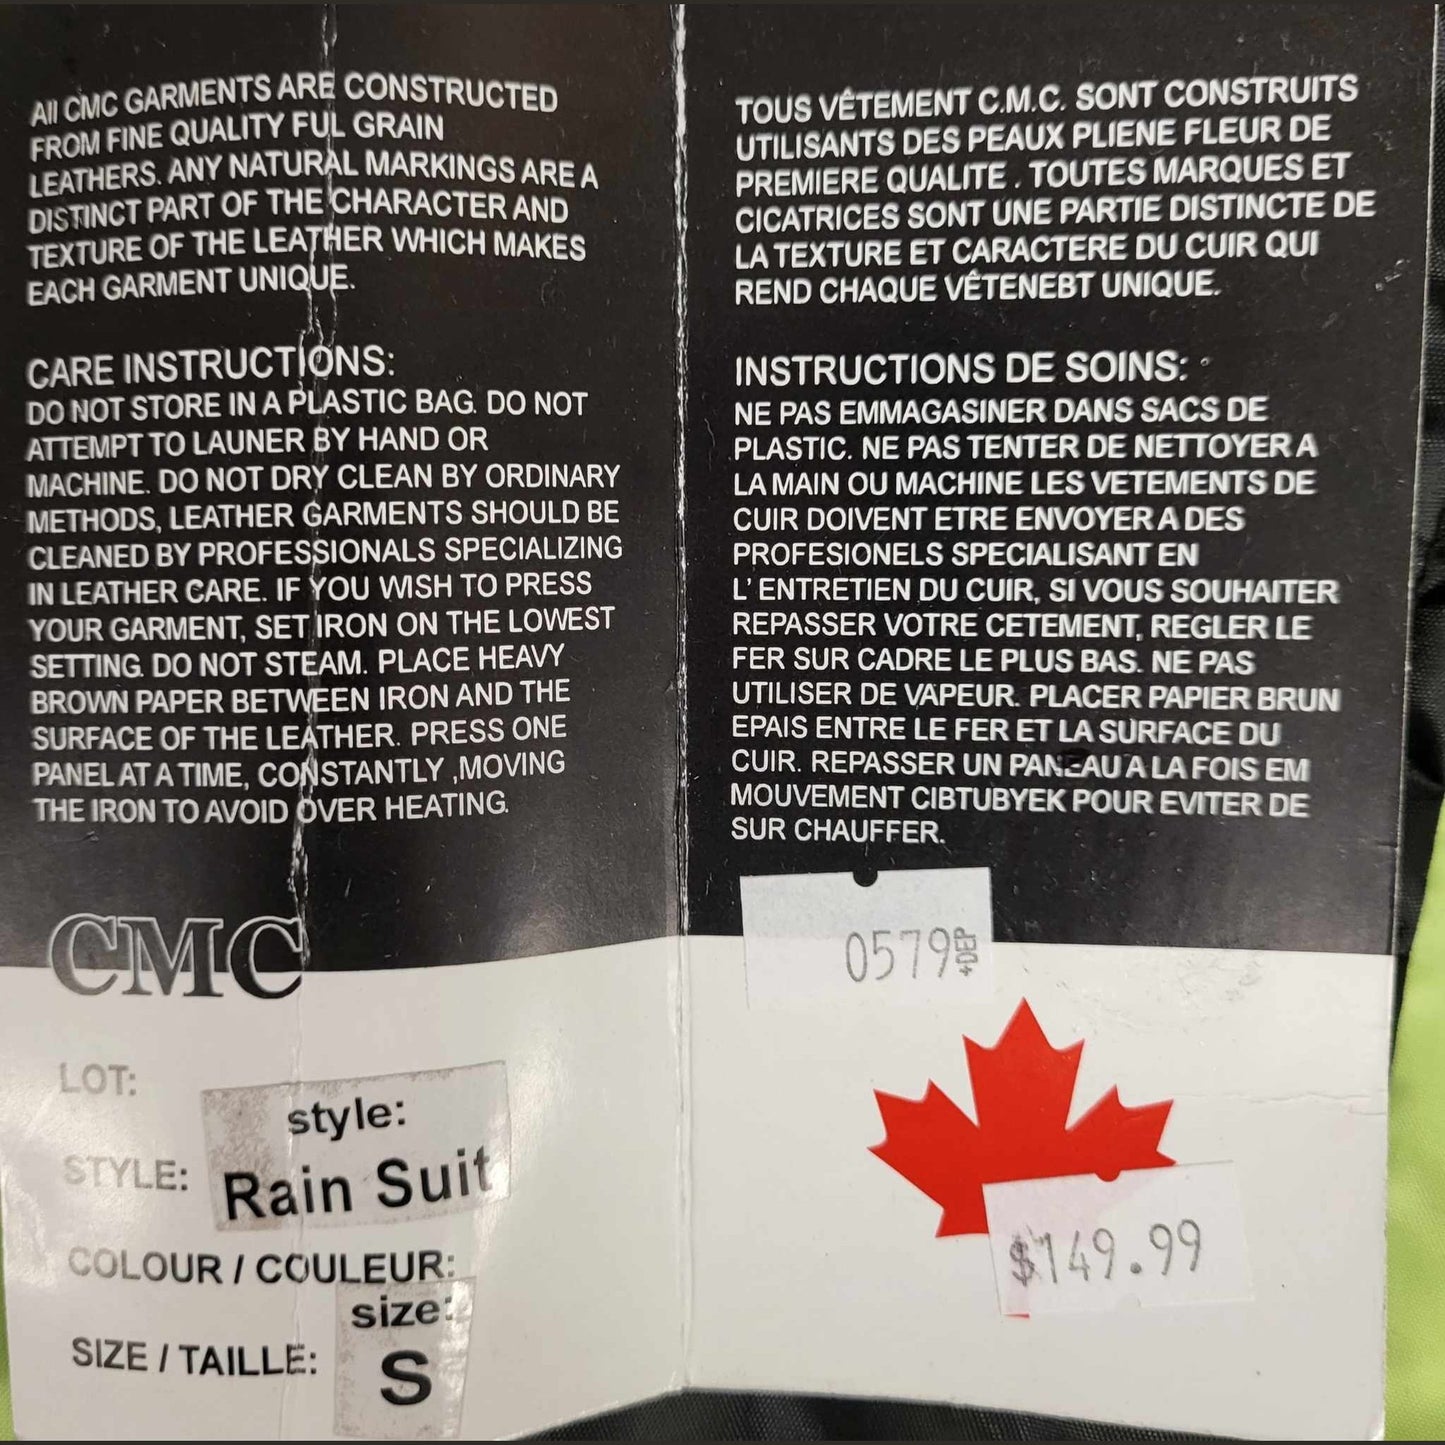 All CMC GARMENTS ARE CONSTRUCTED
FROM FINE QUALITY FUL GRAIN
LEATHERS. ANY NATURAL MARKINGS ARE A
DISTINCT PART OF THE CHARACTER AND
TEXTURE OF THE LEATHER WHICH MAKES
EACH GARMENT UNIQUE.
CARE INSTRUCTIONS:
DO NOT STORE IN A PLASTIC BAG. DO NOT
ATTEMPT TO LAUNER BY HAND OR
MACHINE. DO NOT DRY CLEAN BY ORDINARY
METHODS, LEATHER GARMENTS SHOULD BE
CLEANED BY PROFESSIONALS SPECIALIZING
IN LEATHER CARE. IF YOU WISH TO PRESS
YOUR GARMENT, SET IRON ON THE LOWEST
SETTING. DO NOT STEAM. PLACE HEAVY
BROWN PAPER BETWEEN IRON AND THE
SURFACE OF THE LEATHER. PRESS ONE
PANEL AT A TIME, CONSTANTLY ,MOVING
THE IRON TO AVOID OVER HEATING.
CMC
LOT:
style:
STYLE: Rain Suit
COLOUR / COULEUR:
size:
SIZE / TAILLE: S
TOUS VÊTEMENT C.M.C. SONT CONSTRUITS
UTILISANTS DES PEAUX PLIENE FLEUR DE
PREMIERE QUALITE . TOUTES MARQUES ET
CICATRICES SONT UNE PARTIE DISTINCTE DE
LA TEXTURE ET CARACTERE DU CUIR QUI
REND CHAQUE VÊTENEBT UNIQUE.
INSTRUCTIONS DE SOINS:
NE PAS EMMAGASINER DANS SACS DE
PLASTIC. NE PAS TENTER DE NETTOYER A
LA MAIN OU MACHINE LES VETEMENTS DE
CUIR DOIVENT ETRE ENVOYER A DES
PROFESIONELS SPECIALISANT EN
L' ENTRETIEN DU CUIR, SI VOUS SOUHAITER
REPASSER VOTRE CETEMENT, REGLER LE
FER SUR CADRE LE PLUS BAS. NE PAS
UTILISER DE VAPEUR. PLACER PAPIER BRUN
EPAIS ENTRE LE FER ET LA SURFACE DU
CUIR. REPASSER UN PANEAU A LA FOIS EM
MOUVEMENT CIBTUBYEK POUR EVITER DE
SUR CHAUFFER.
0579 +DEP
$149.99